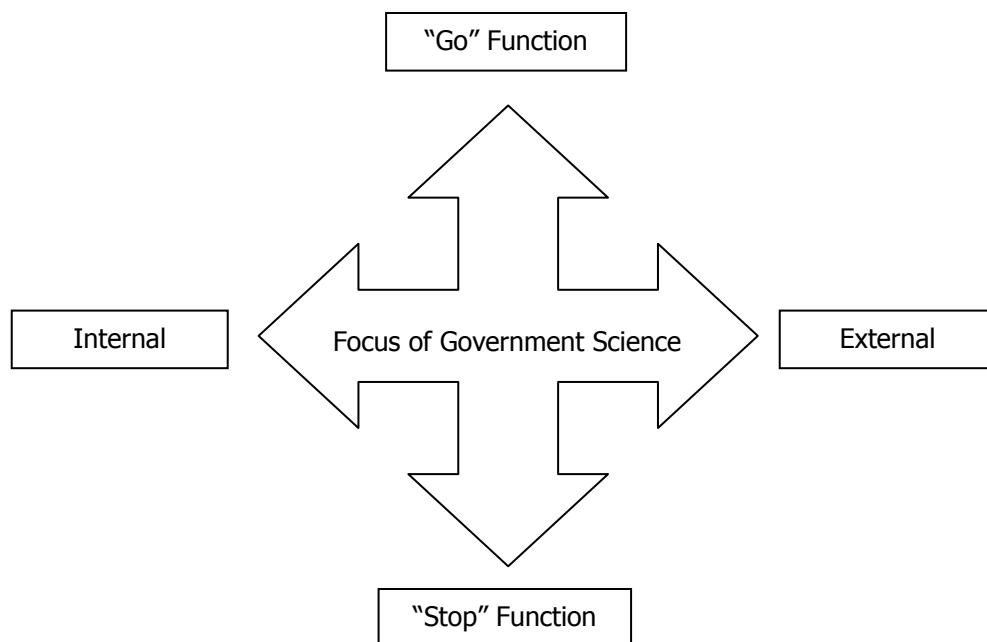 “Go” Function
Internal
Focus of Government Science
External
“Stop” Function